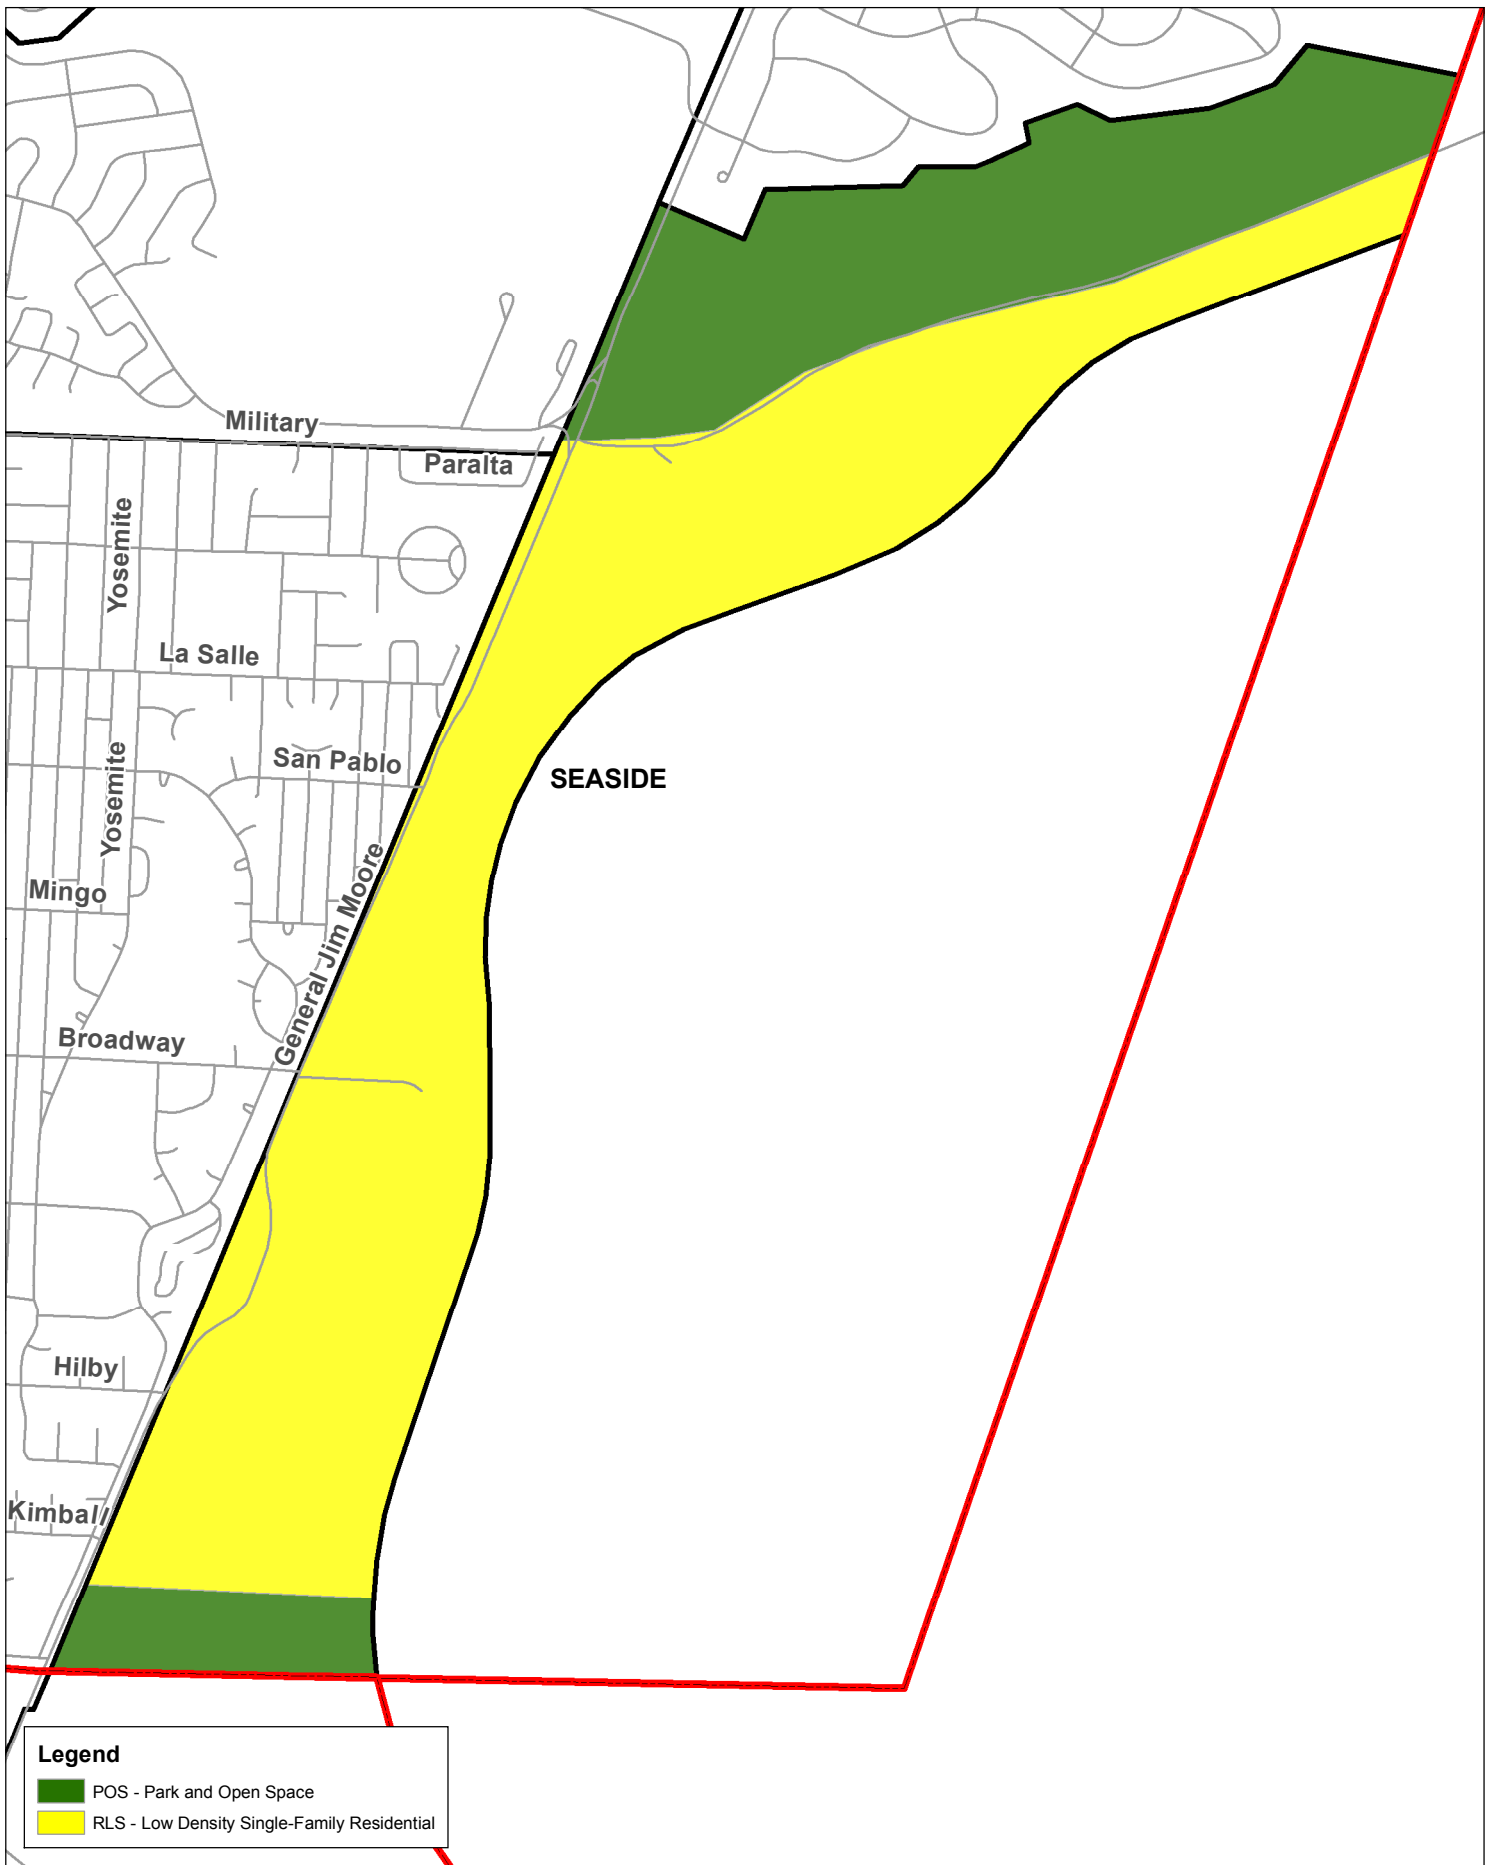 Military
Paralta
Yosemite
La Salle
San Pablo
SEASIDE
Yosemite
General Jim Moore
Mingo
Broadway
Hilby
Kimball
Legend
POS - Park and Open Space
RLS - Low Density Single-Family Residential